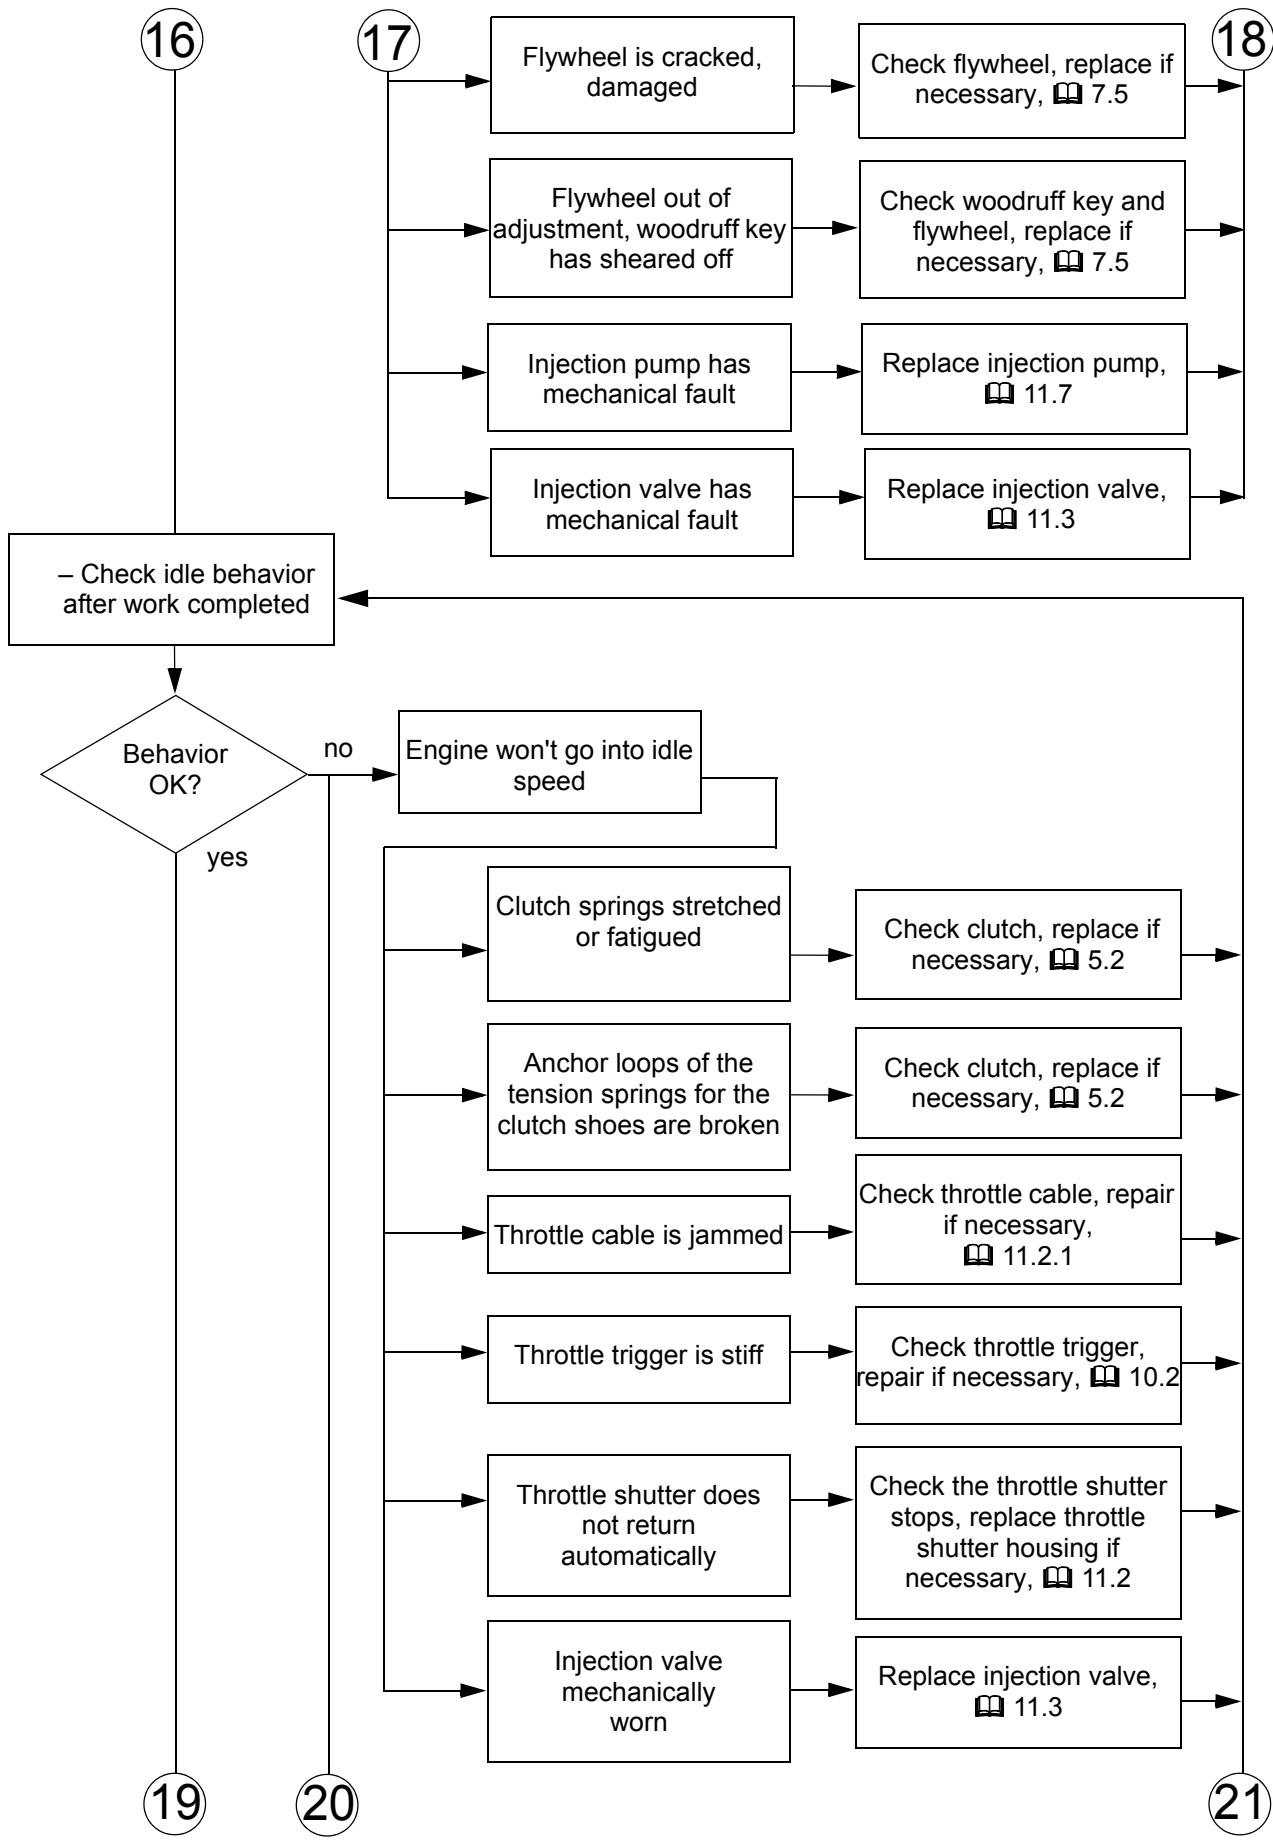 16
17
18
Flywheel is cracked,
damaged
Check flywheel, replace if
necessary, 🕮 7.5
Flywheel out of
adjustment, woodruff key
has sheared off
Check woodruff key and
flywheel, replace if
necessary, 🕮 7.5
Injection pump has
mechanical fault
Replace injection pump,
🕮 11.7
Injection valve has
mechanical fault
Replace injection valve,
🕮 11.3
– Check idle behavior
after work completed
Behavior
OK?
no
yes
Engine won't go into idle
speed
Clutch springs stretched
or fatigued
Check clutch, replace if
necessary, 🕮 5.2
Anchor loops of the
tension springs for the
clutch shoes are broken
Check clutch, replace if
necessary, 🕮 5.2
Throttle cable is jammed
Check throttle cable, repair
if necessary,
🕮 11.2.1
Throttle trigger is stiff
Check throttle trigger,
repair if necessary, 🕮 10.2
Throttle shutter does
not return
automatically
Check the throttle shutter
stops, replace throttle
shutter housing if
necessary, 🕮 11.2
Injection valve
mechanically
worn
Replace injection valve,
🕮 11.3
19
20
21